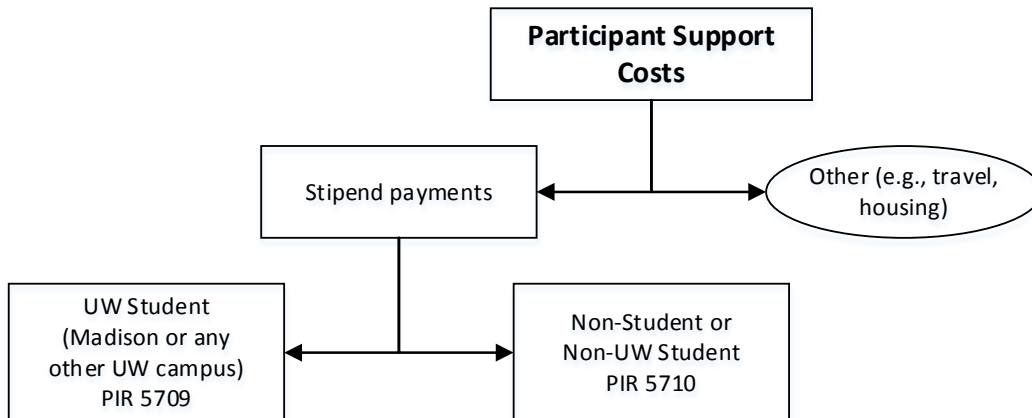 Participant Support
Costs
Stipend payments
Other (e.g., travel,
housing)
UW Student
(Madison or any
other UW campus)
PIR 5709
Non-Student or
Non-UW Student
PIR 5710